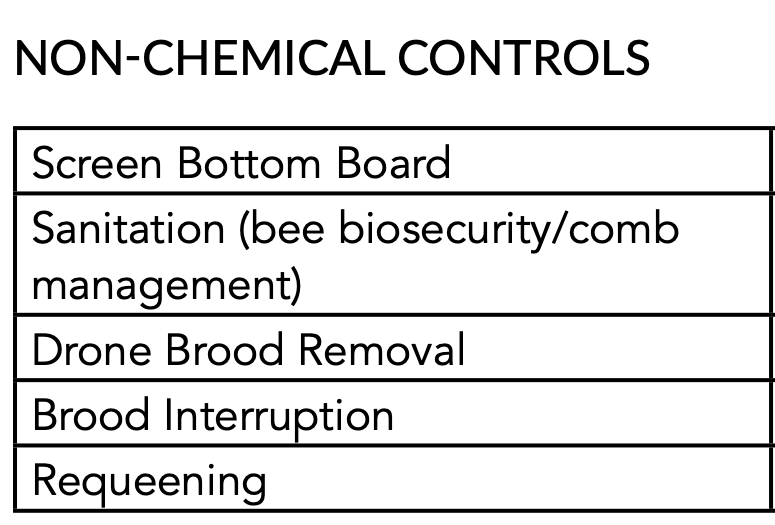 NON-CHEMICAL CONTROLS
Screen Bottom Board
Sanitation (bee biosecurity/comb
management)
Drone Brood Removal
Brood Interruption
Requeening